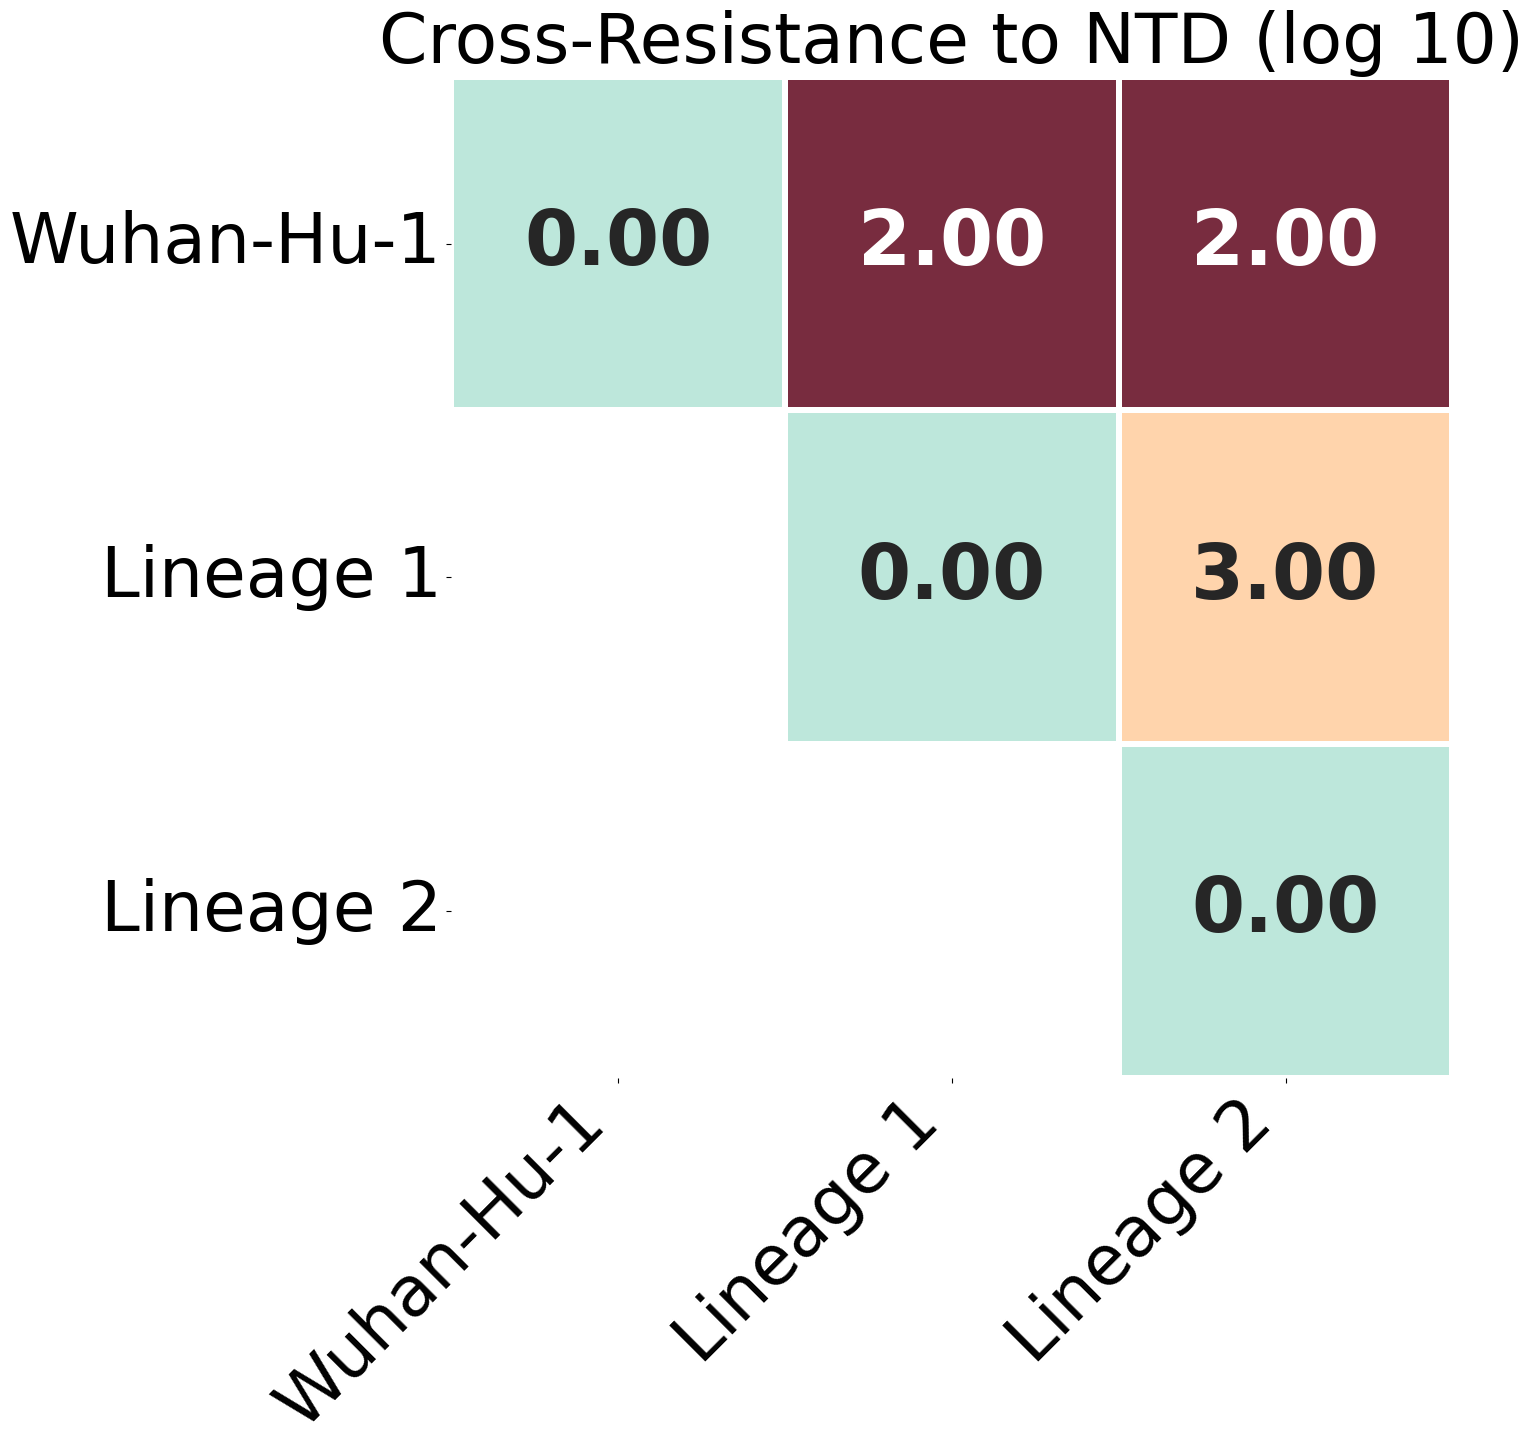 Cross-Resistance to NTD (log 10)
Wuhan-Hu-1 0.00 2.00 2.00
Lineage 1 0.00 3.00
Lineage 2 0.00
Wuhan-Hu-1 Lineage 1 Lineage 2